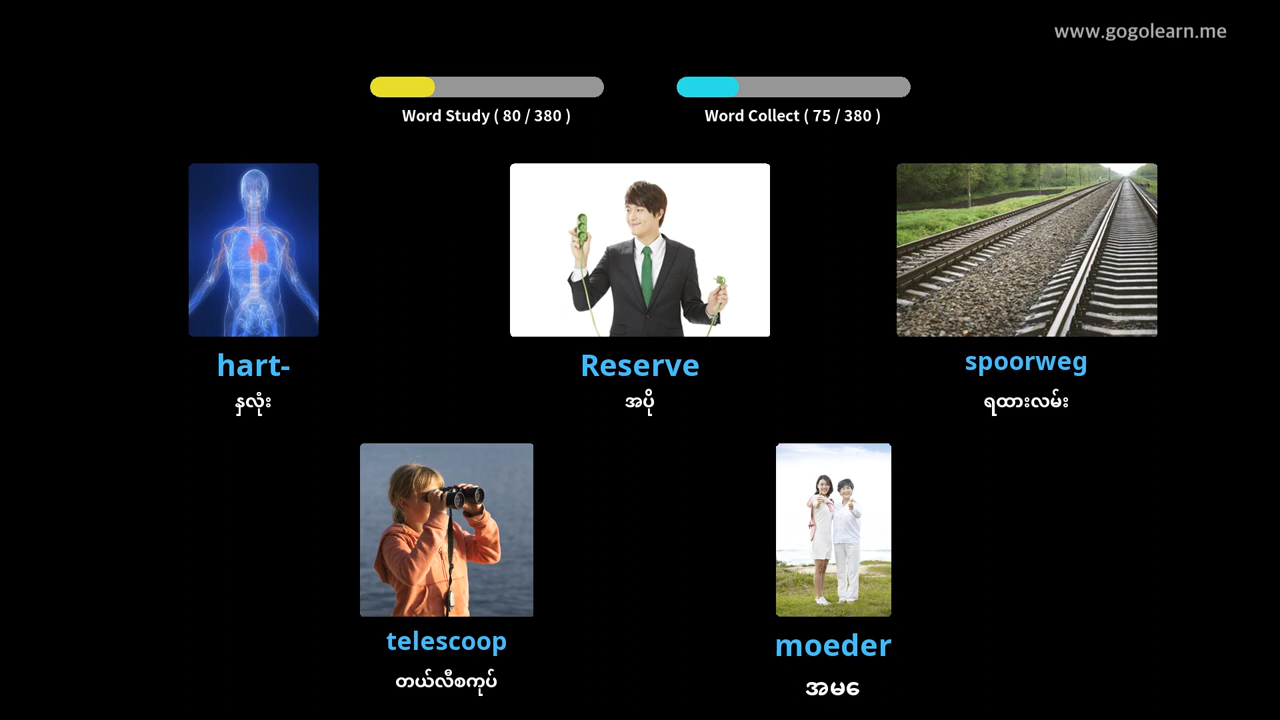 www.gogolearn.me
Word Study ( 80 / 380 )
Word Collect ( 75 / 380 )
hart-
Reserve
spoorweg
နှလုံး
အပို
ရထားလမ်း
telescoop
moeder
တယ်လီစကုပ်
အမေ